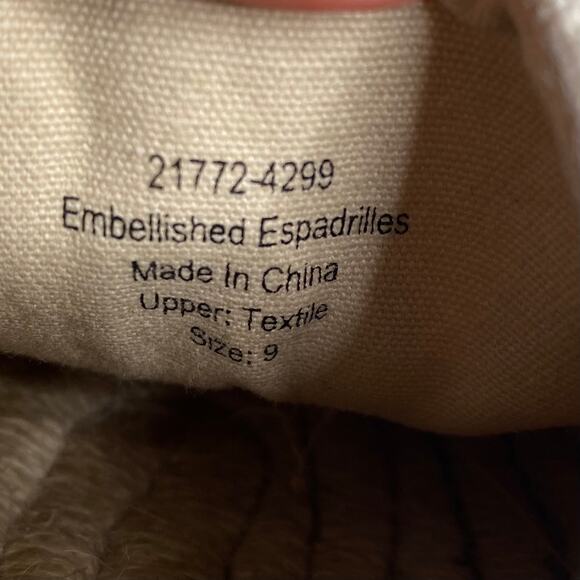 21772-4299
Embellished Espadrilles
Made In China
Upper: Textile
Size: 9